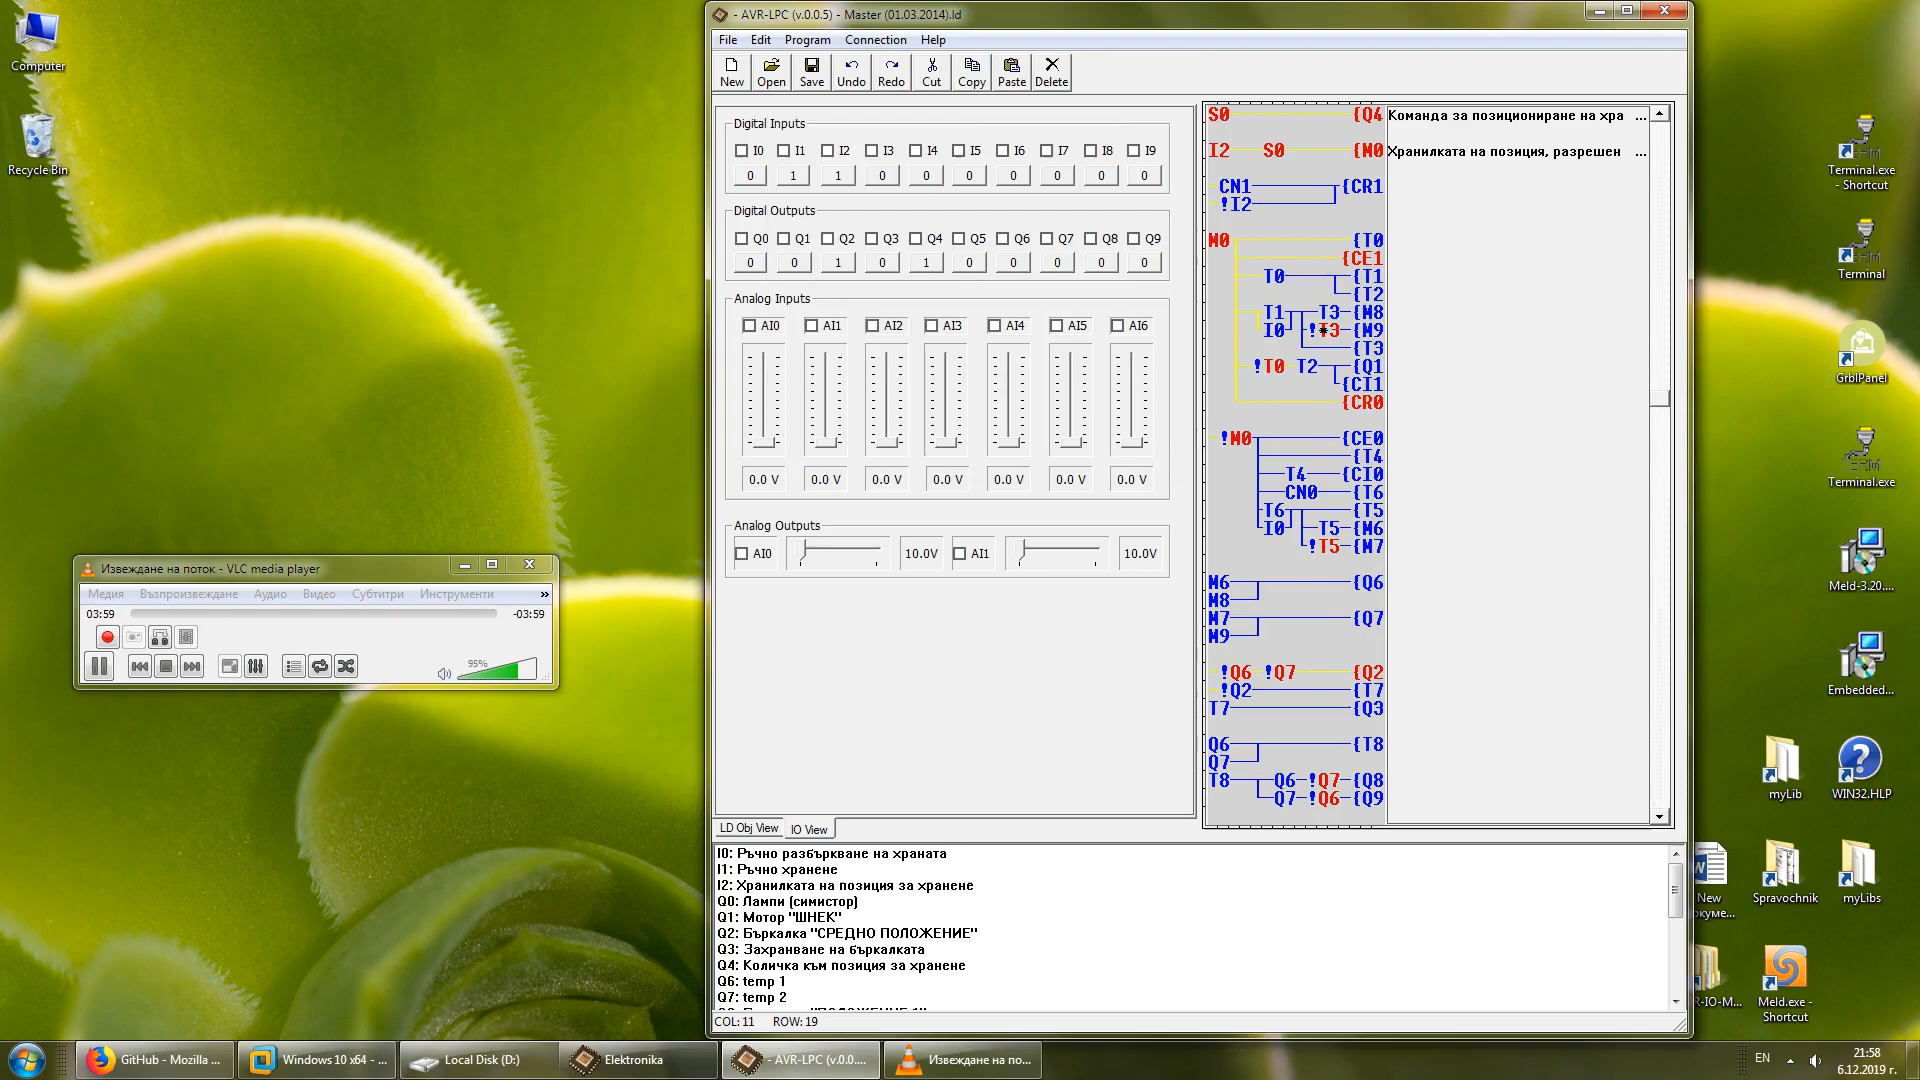 Computer
Recycle Bin
- AVR-LPC (v.0.0.5) - Master (01.03.2014).ld
File Edit Program Connection Help
New Open Save Undo Redo Cut Copy Paste Delete
Digital Inputs
I0 I1 I2 I3 I4 I5 I6 I7 I8 I9
0 1 1 0 0 0 0 0 0 0
Digital Outputs
Q0 Q1 Q2 Q3 Q4 Q5 Q6 Q7 Q8 Q9
0 0 1 0 1 0 0 0 0 0
Analog Inputs
AI0 AI1 AI2 AI3 AI4 AI5 AI6
0.0 V 0.0 V 0.0 V 0.0 V 0.0 V 0.0 V 0.0 V
Analog Outputs
AI0 10.0V AI1 10.0V
LD Obj View IO View
S0 {Q4 Команда за позициониране на хра ...
I2 S0 {M0 Хранилката на позиция, разрешен ...
CN1 {CR1
!I2
M0 {T0
{CE1
T0 {T1
{T2
T1 T3 {M8
I0 !*T3 {M9
{T3
!T0 T2 {Q1
{CI1
{CR0
!M0 {CE0
{T4
T4 {CI0
CN0 {T6
T6 {T5
I0 T5 {M6
!T5 {M7
M6 {Q6
M8
M7 {Q7
M9
!Q6 !Q7 {Q2
!Q2 {T7
T7 {Q3
Q6 {T8
Q7
T8 Q6 !Q7 {Q8
Q7 !Q6 {Q9
I0: Ръчно разбъркване на храната
I1: Ръчно хранене
I2: Хранилката на позиция за хранене
Q0: Лампи (симистор)
Q1: Мотор "ШНЕК"
Q2: Бъркалка "СРЕДНО ПОЛОЖЕНИЕ"
Q3: Захранване на бъркалката
Q4: Количка към позиция за хранене
Q6: temp 1
Q7: temp 2
COL: 11 ROW: 19
Извеждане на поток - VLC media player
Медия Възпроизвеждане Аудио Видео Субтитри Инструменти »
03:59 -03:59
95%
Terminal.exe
- Shortcut
Terminal
GrblPanel
Terminal.exe
Meld-3.20....
Embedded...
myLib
WIN32.HLP
New
окуме...
Spravochnik
myLibs
R-IO-M...
Meld.exe -
Shortcut
GitHub - Mozilla ...
Windows 10 x64 - ...
Local Disk (D:)
Elektronika
- AVR-LPC (v.0.0....
Извеждане на по...
EN
21:58
6.12.2019 г.